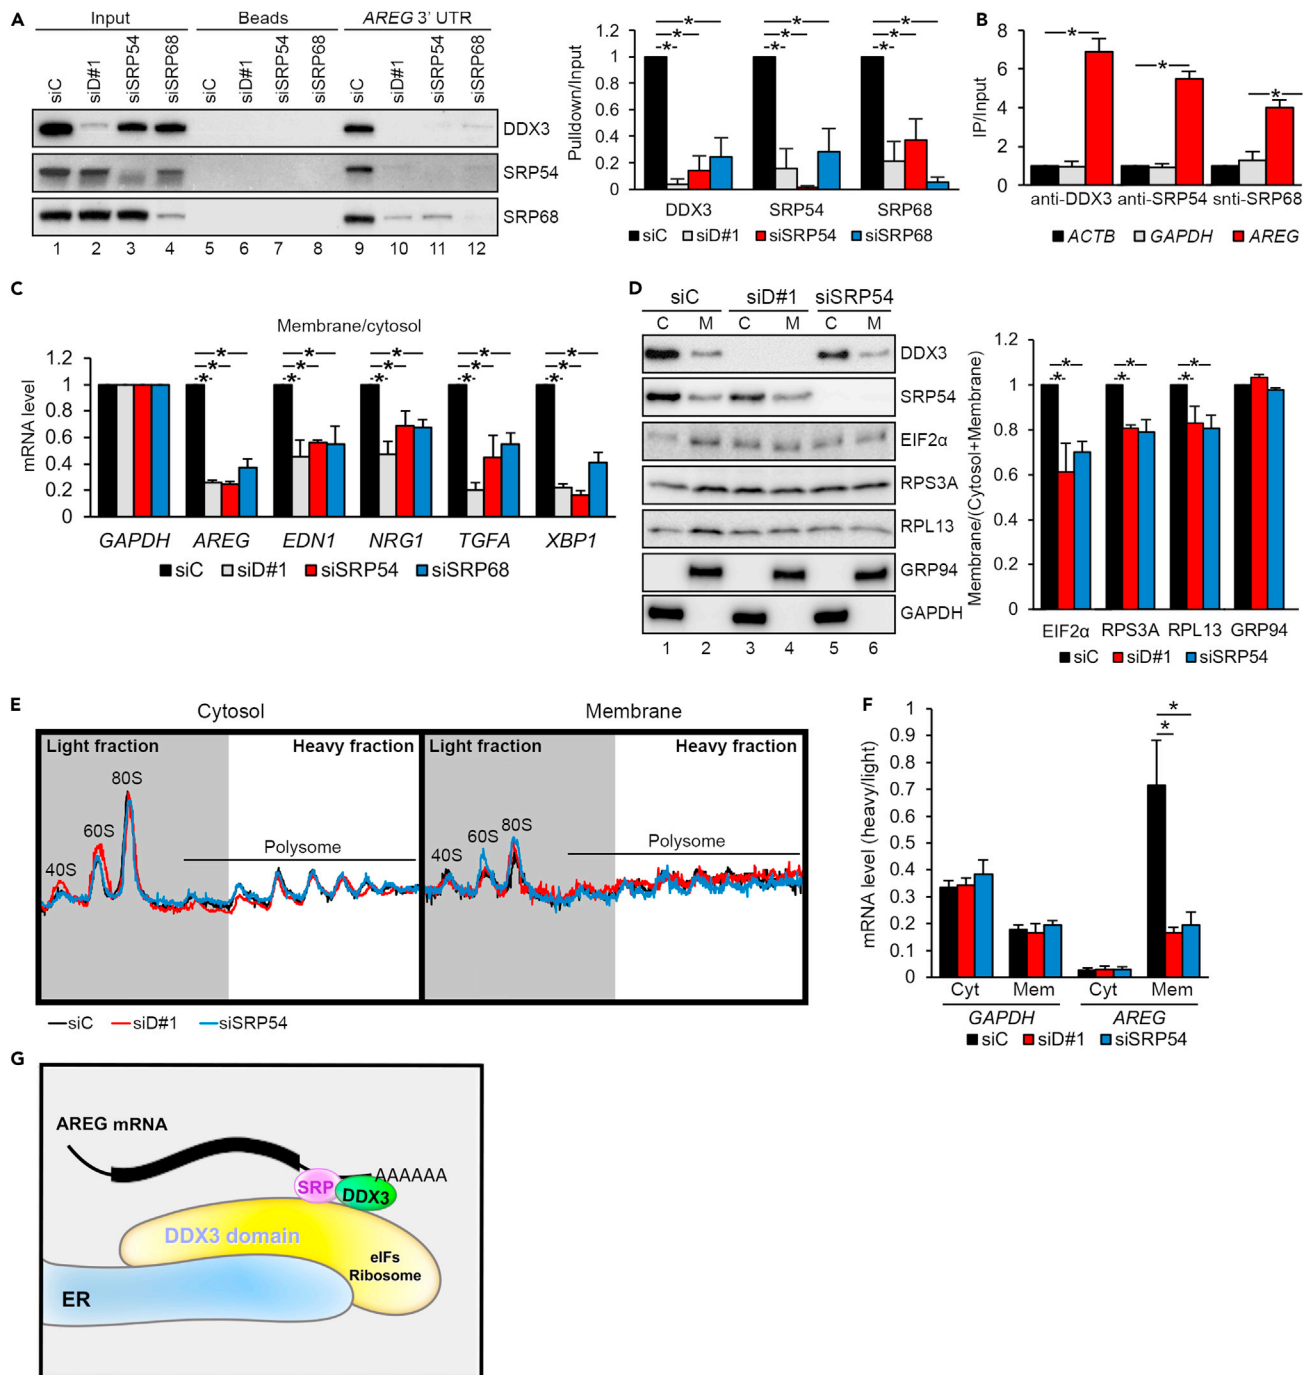 A
Input Beads AREG 3' UTR
siC siD#1 siSRP54 siSRP68 siC siD#1 siSRP54 siSRP68 siC siD#1 siSRP54 siSRP68
DDX3
SRP54
SRP68
1 2 3 4 5 6 7 8 9 10 11 12
Pulldown/Input
* * *
* * *
-*- -*- -*-
1.2
1
0.8
0.6
0.4
0.2
0
DDX3 SRP54 SRP68
siC siD#1 siSRP54 siSRP68
B
IP/Input
8
6
4
2
0
* * *
anti-DDX3 anti-SRP54 snti-SRP68
ACTB GAPDH AREG
C
Membrane/cytosol
mRNA level
* * * * *
* * * * *
-*- -*- -*- -*- -*-
1.2
1
0.8
0.6
0.4
0.2
0
GAPDH AREG EDN1 NRG1 TGFA XBP1
siC siD#1 siSRP54 siSRP68
D
siC siD#1 siSRP54
C M C M C M
DDX3
SRP54
EIF2α
RPS3A
RPL13
GRP94
GAPDH
1 2 3 4 5 6
Membrane/(Cytosol+Membrane)
* * *
-*- -*- -*-
1.2
1
0.8
0.6
0.4
0.2
0
EIF2α RPS3A RPL13 GRP94
siC siD#1 siSRP54
E
Cytosol Membrane
Light fraction Heavy fraction Light fraction Heavy fraction
80S
60S
40S
Polysome
80S
60S
40S
Polysome
siC siD#1 siSRP54
F
mRNA level (heavy/light)
*
*
1
0.9
0.8
0.7
0.6
0.5
0.4
0.3
0.2
0.1
0
Cyt Mem Cyt Mem
GAPDH AREG
siC siD#1 siSRP54
G
AREG mRNA
AAAAAA
SRP
DDX3
DDX3 domain
eIFs
Ribosome
ER